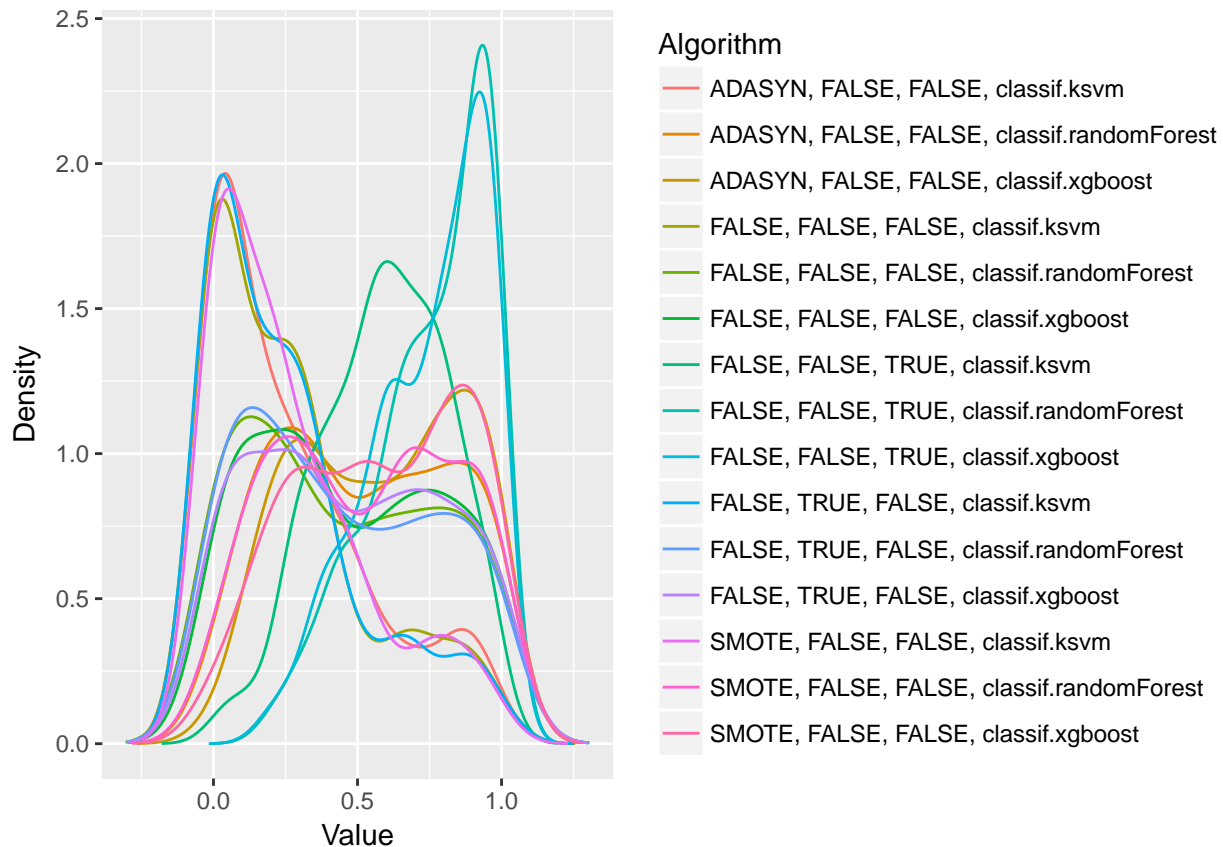 2.5
2.0
1.5
1.0
0.5
0.0
Density
0.0 0.5 1.0
Value
Algorithm
ADASYN, FALSE, FALSE, classif.ksvm
ADASYN, FALSE, FALSE, classif.randomForest
ADASYN, FALSE, FALSE, classif.xgboost
FALSE, FALSE, FALSE, classif.ksvm
FALSE, FALSE, FALSE, classif.randomForest
FALSE, FALSE, FALSE, classif.xgboost
FALSE, FALSE, TRUE, classif.ksvm
FALSE, FALSE, TRUE, classif.randomForest
FALSE, FALSE, TRUE, classif.xgboost
FALSE, TRUE, FALSE, classif.ksvm
FALSE, TRUE, FALSE, classif.randomForest
FALSE, TRUE, FALSE, classif.xgboost
SMOTE, FALSE, FALSE, classif.ksvm
SMOTE, FALSE, FALSE, classif.randomForest
SMOTE, FALSE, FALSE, classif.xgboost